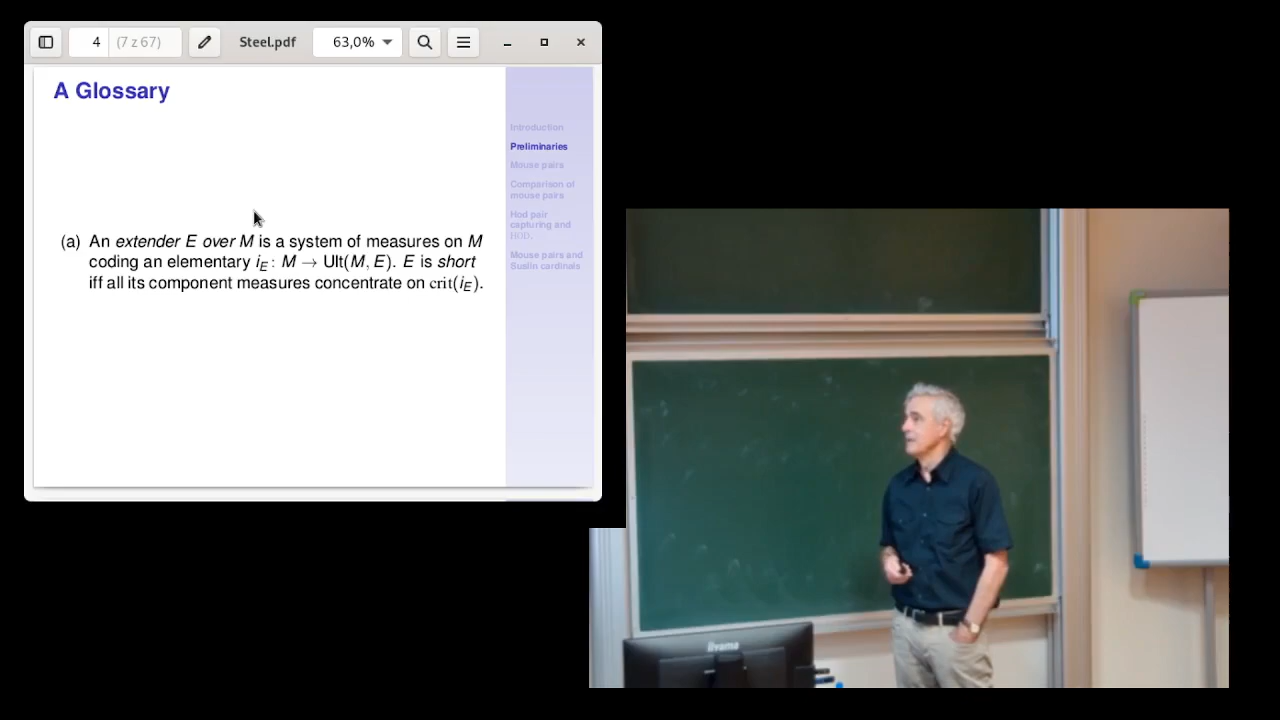 4 (7 z 67) Steel.pdf 63,0%
A Glossary
(a) An extender E over M is a system of measures on M
coding an elementary i_E : M → Ult(M, E). E is short
iff all its component measures concentrate on crit(i_E).
Introduction
Preliminaries
Mouse pairs
Comparison of
mouse pairs
Hod pair
capturing and
HOD.
Mouse pairs and
Suslin cardinals
iiyama